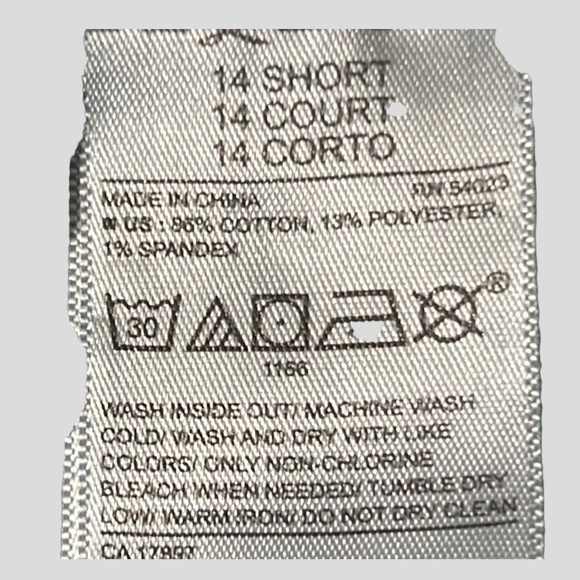 14 SHORT
14 COURT
14 CORTO
MADE IN CHINA RN 54023
US : 86% COTTON, 13% POLYESTER,
1% SPANDEX
30
®
1166
WASH INSIDE OUT/ MACHINE WASH
COLD/ WASH AND DRY WITH LIKE
COLORS/ ONLY NON-CHLORINE
BLEACH WHEN NEEDED/ TUMBLE DRY
LOW/ WARM IRON/ DO NOT DRY CLEAN
CA 17897